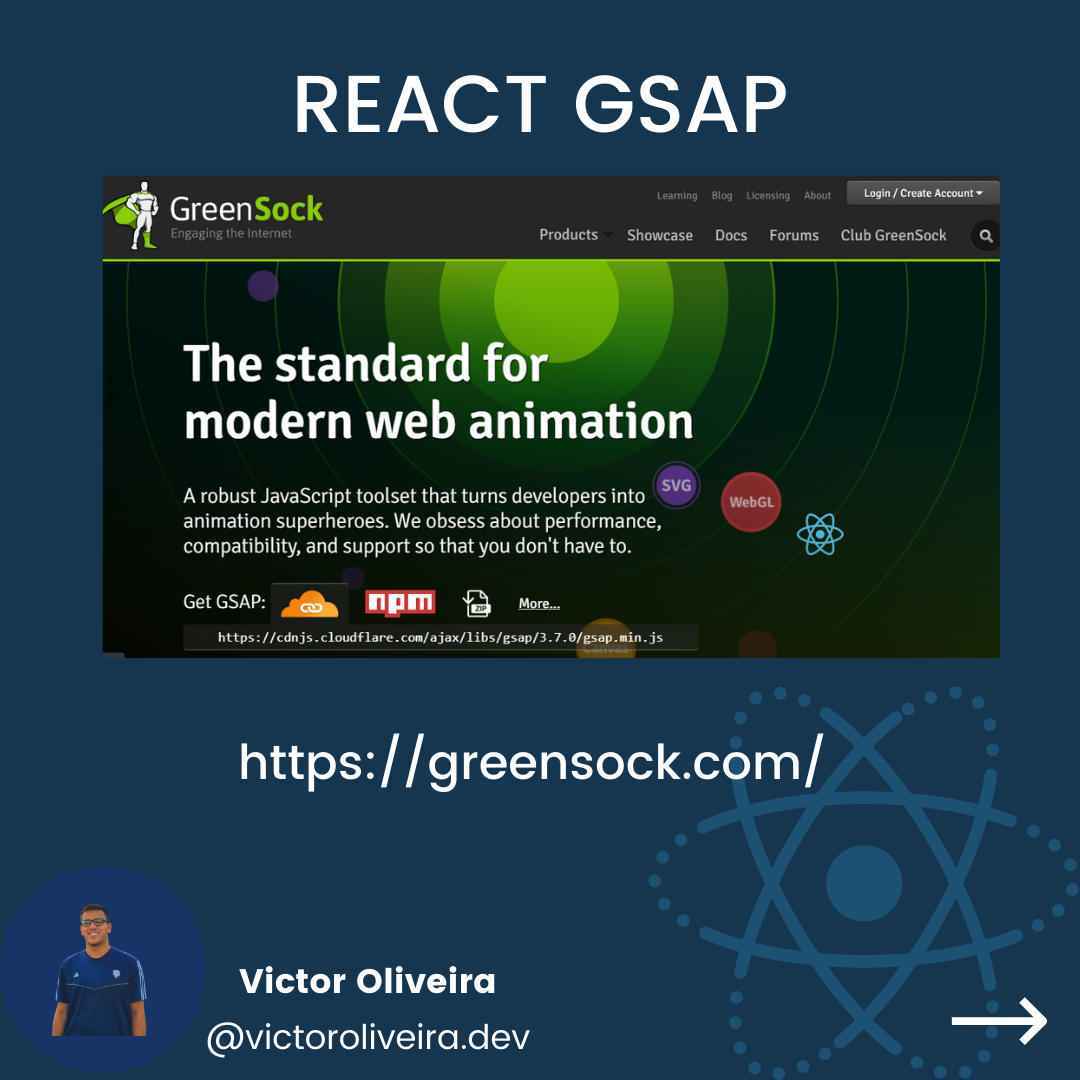 REACT GSAP
GreenSock
Engaging the Internet
Learning Blog Licensing About Login / Create Account
Products Showcase Docs Forums Club GreenSock
The standard for
modern web animation
A robust JavaScript toolset that turns developers into
animation superheroes. We obsess about performance,
compatibility, and support so that you don't have to.
SVG
WebGL
Get GSAP: npm ZIP More...
https://cdnjs.cloudflare.com/ajax/libs/gsap/3.7.0/gsap.min.js
Canvas
https://greensock.com/
Victor Oliveira
@victoroliveira.dev